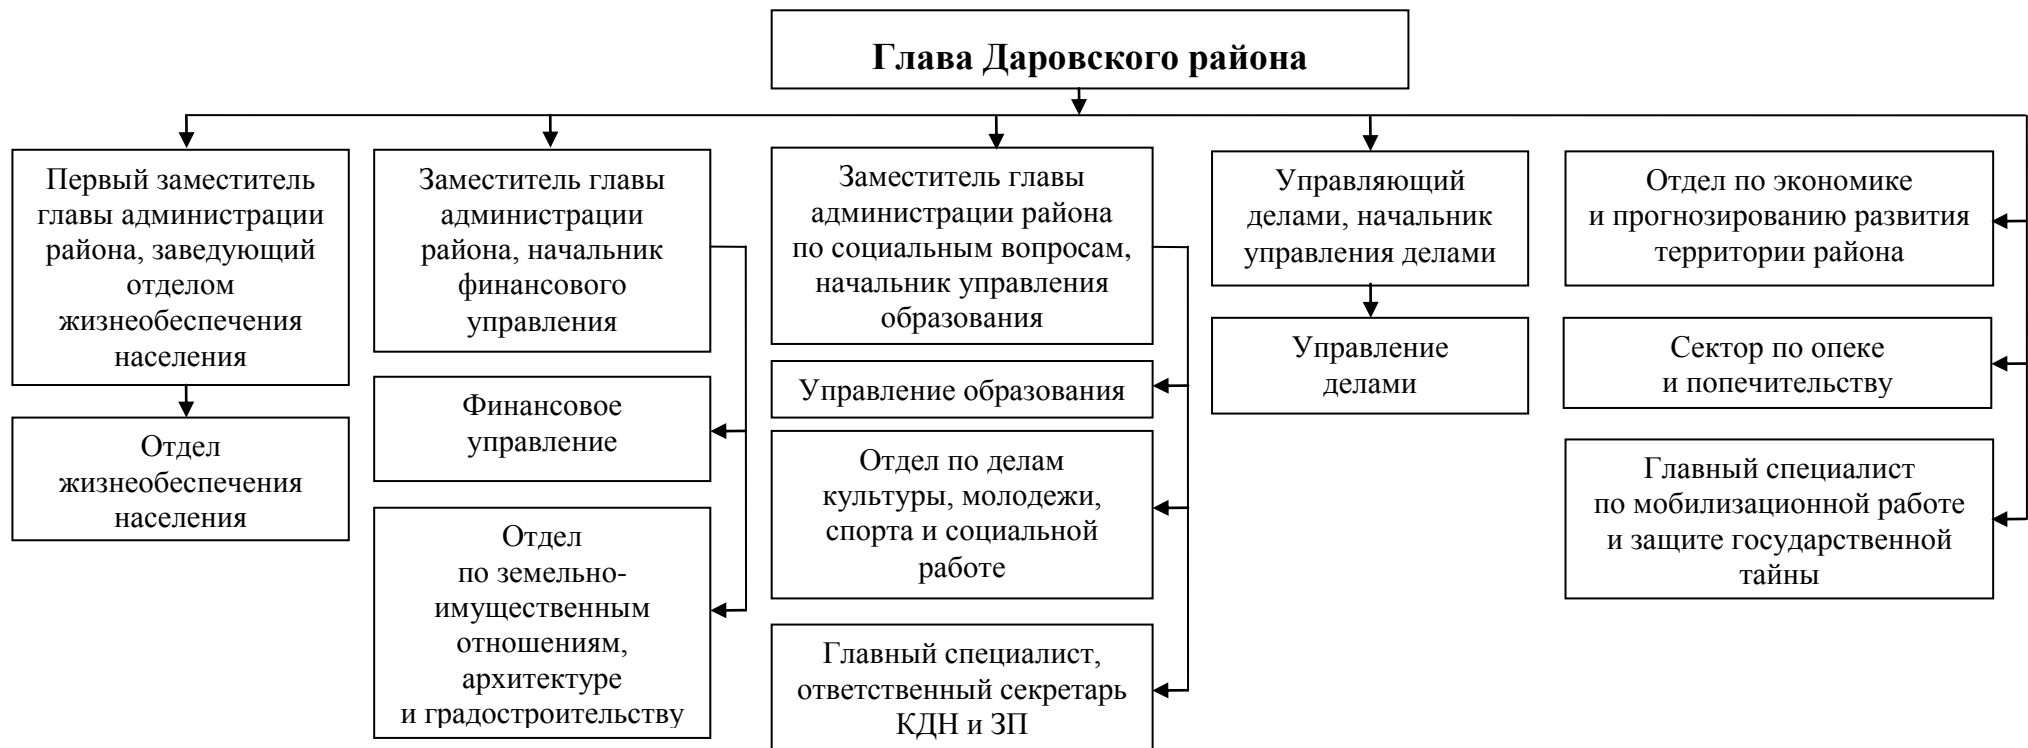 Глава Даровского района
Первый заместитель
главы администрации
района, заведующий
отделом
жизнеобеспечения
населения
Отдел
жизнеобеспечения
населения
Заместитель главы
администрации
района, начальник
финансового
управления
Финансовое
управление
Отдел
по земельно-
имущественным
отношениям,
архитектуре
и градостроительству
Заместитель главы
администрации района
по социальным вопросам,
начальник управления
образования
Управление образования
Отдел по делам
культуры, молодежи,
спорта и социальной
работе
Главный специалист,
ответственный секретарь
КДН и ЗП
Управляющий
делами, начальник
управления делами
Управление
делами
Отдел по экономике
и прогнозированию развития
территории района
Сектор по опеке
и попечительству
Главный специалист
по мобилизационной работе
и защите государственной
тайны